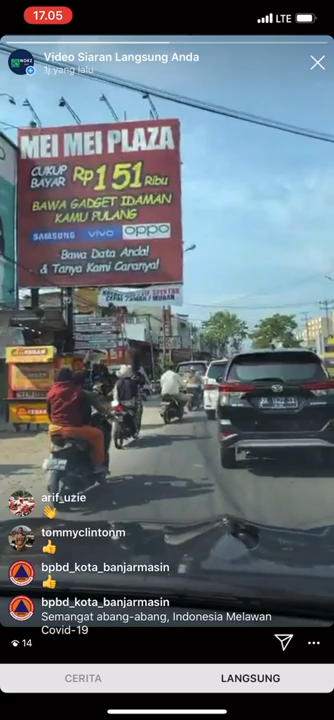 17.05
LTE
Video Siaran Langsung Anda
1j yang lalu
MEI MEI PLAZA
CUKUP
BAYAR Rp151 Ribu
BAWA GADGET IDAMAN
KAMU PULANG
SAMSUNG vivo oppo
Bawa Data Anda!
& Tanya Kami Caranya!
arif_uzie
👋
tommyclintonm
👍
bpbd_kota_banjarmasin
👍
bpbd_kota_banjarmasin
Semangat abang-abang, Indonesia Melawan
Covid-19
14
CERITA
LANGSUNG